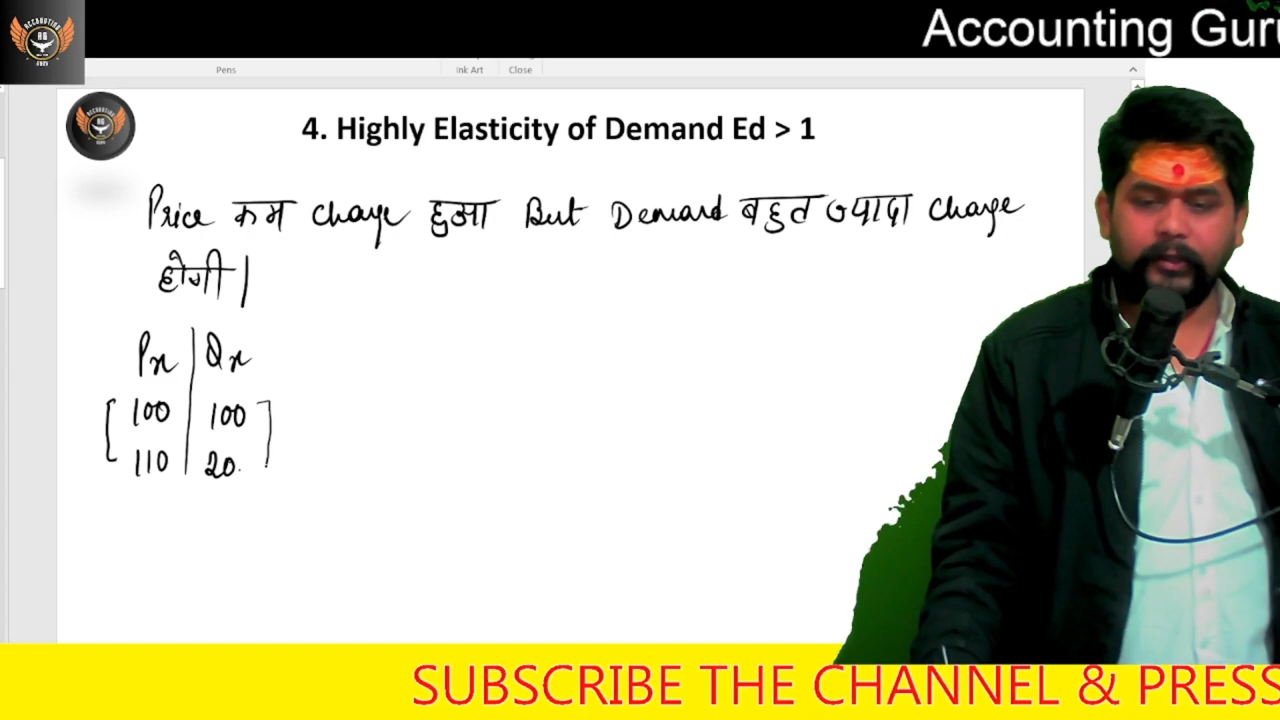 Accounting Guru
Pens
Ink Art
Close
4. Highly Elasticity of Demand Ed > 1
Price कम change हुआ But Demand बहुत ज्यादा change
होगी|
Px | Qx
100 | 100
110 | 20
SUBSCRIBE THE CHANNEL & PRESS